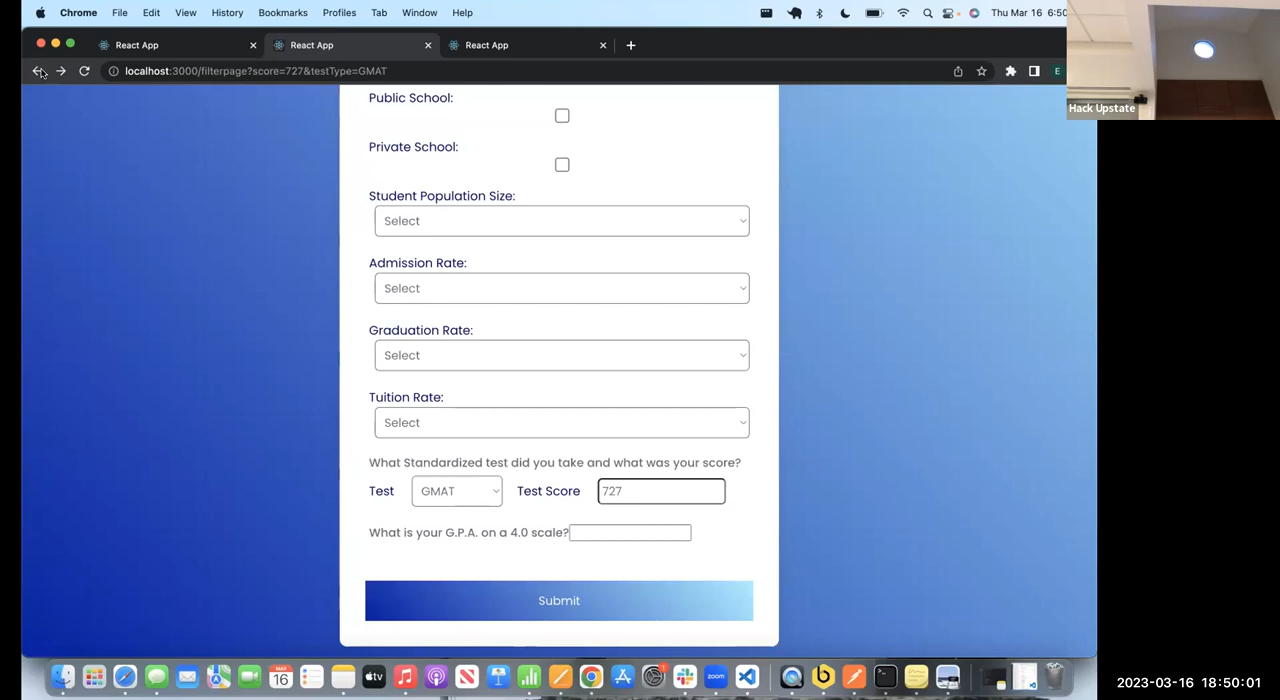 Chrome File Edit View History Bookmarks Profiles Tab Window Help Thu Mar 16 6:50
React App React App React App
localhost:3000/filterpage?score=727&testType=GMAT E
Hack Upstate
Public School:
Private School:
Student Population Size:
Select
Admission Rate:
Select
Graduation Rate:
Select
Tuition Rate:
Select
What Standardized test did you take and what was your score?
Test GMAT Test Score 727
What is your G.P.A. on a 4.0 scale?
Submit
MAR
16
tv
zoom
2023-03-16 18:50:01